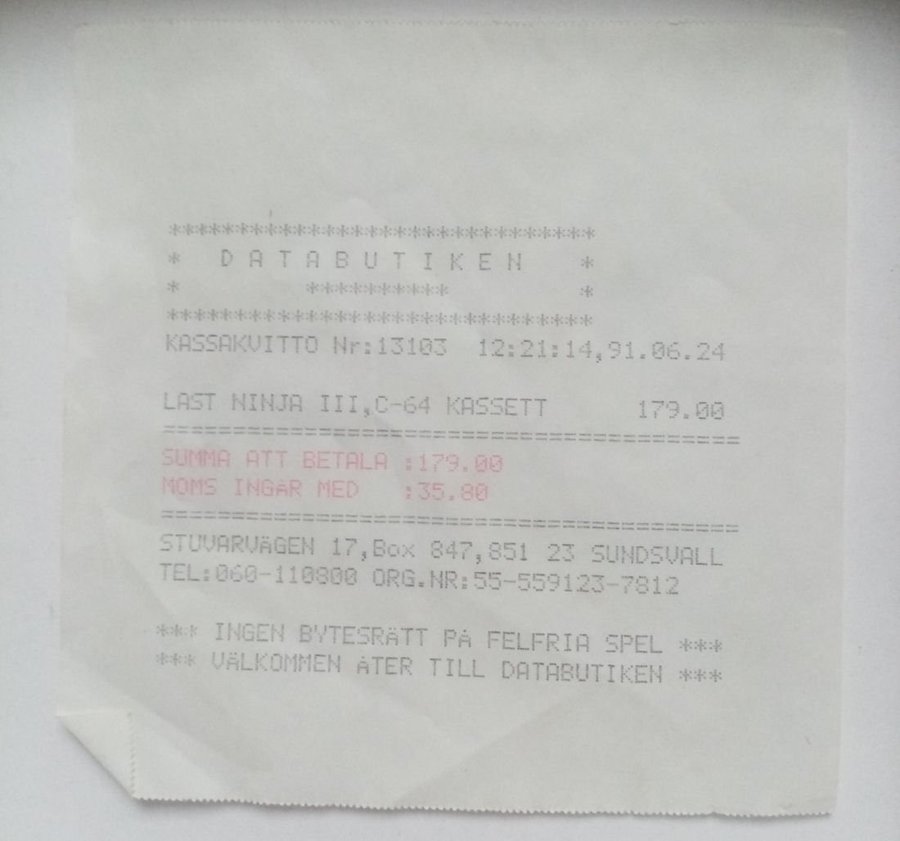 ******************************
* DATABUTIKEN *
* ********** *
******************************
KASSAKVITTO Nr:13103 12:21:14,91.06.24
LAST NINJA III,C-64 KASSETT 179.00
=========================================
SUMMA ATT BETALA :179.00
MOMS INGÅR MED :35.80
=========================================
STUVARVÄGEN 17,Box 847,851 23 SUNDSVALL
TEL:060-110800 ORG.NR:55-559123-7812
*** INGEN BYTESRÄTT PÅ FELFRIA SPEL ***
*** VÄLKOMMEN ÅTER TILL DATABUTIKEN ***